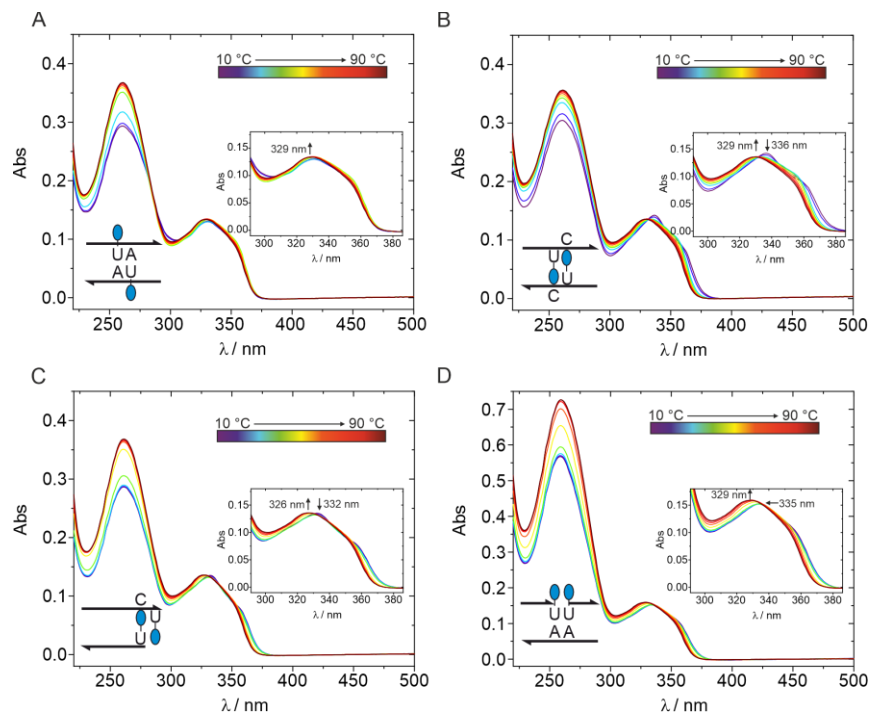 A
10 °C 90 °C
Abs
0.4
0.3
0.2
0.1
0.0
250 300 350 400 450 500
λ / nm
329 nm
0.15
0.10
0.05
0.00
Abs
300 320 340 360 380
λ / nm
UA
AU
B
10 °C 90 °C
Abs
0.4
0.3
0.2
0.1
0.0
250 300 350 400 450 500
λ / nm
329 nm 336 nm
0.15
0.10
0.05
0.00
Abs
300 320 340 360 380
λ / nm
C
U
U
C
C
10 °C 90 °C
Abs
0.4
0.3
0.2
0.1
0.0
250 300 350 400 450 500
λ / nm
326 nm 332 nm
0.15
0.10
0.05
0.00
Abs
300 320 340 360 380
λ / nm
C
U
U
D
10 °C 90 °C
Abs
0.7
0.6
0.5
0.4
0.3
0.2
0.1
0.0
250 300 350 400 450 500
λ / nm
329 nm 335 nm
0.15
0.10
0.05
0.00
Abs
300 320 340 360 380
λ / nm
U U
AA